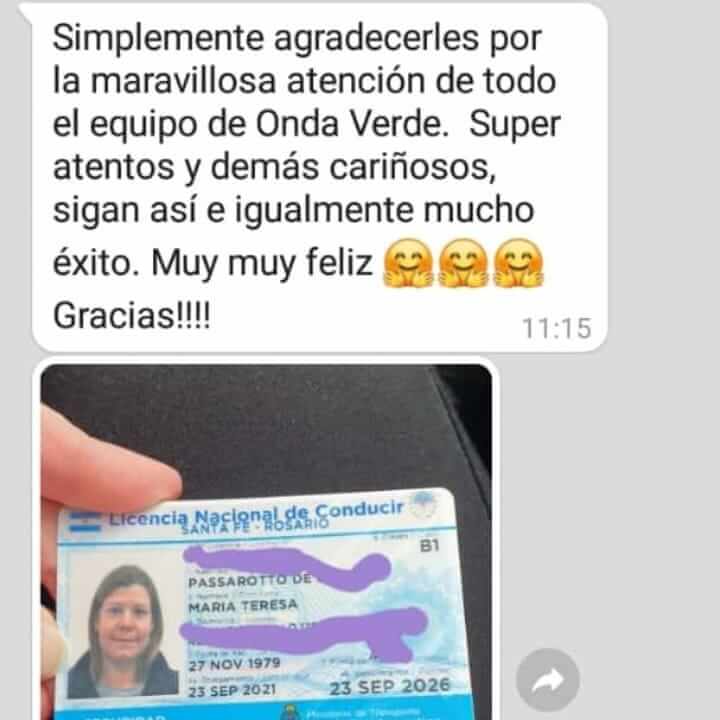 Simplemente agradecerles por
la maravillosa atención de todo
el equipo de Onda Verde. Super
atentos y demás cariñosos,
sigan así e igualmente mucho
éxito. Muy muy feliz 🤗🤗🤗
Gracias!!!!
11:15
Licencia Nacional de Conducir
SANTA FE - ROSARIO
B1
PASSAROTTO DE
MARIA TERESA
27 NOV 1979
23 SEP 2021 23 SEP 2026